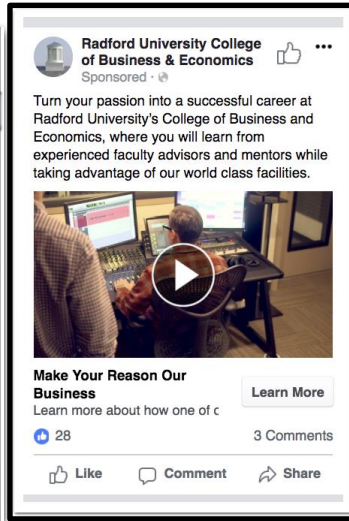 Radford University College
of Business & Economics
Sponsored ·
Turn your passion into a successful career at
Radford University's College of Business and
Economics, where you will learn from
experienced faculty advisors and mentors while
taking advantage of our world class facilities.
Make Your Reason Our
Business
Learn More
Learn more about how one of c
28
3 Comments
Like
Comment
Share